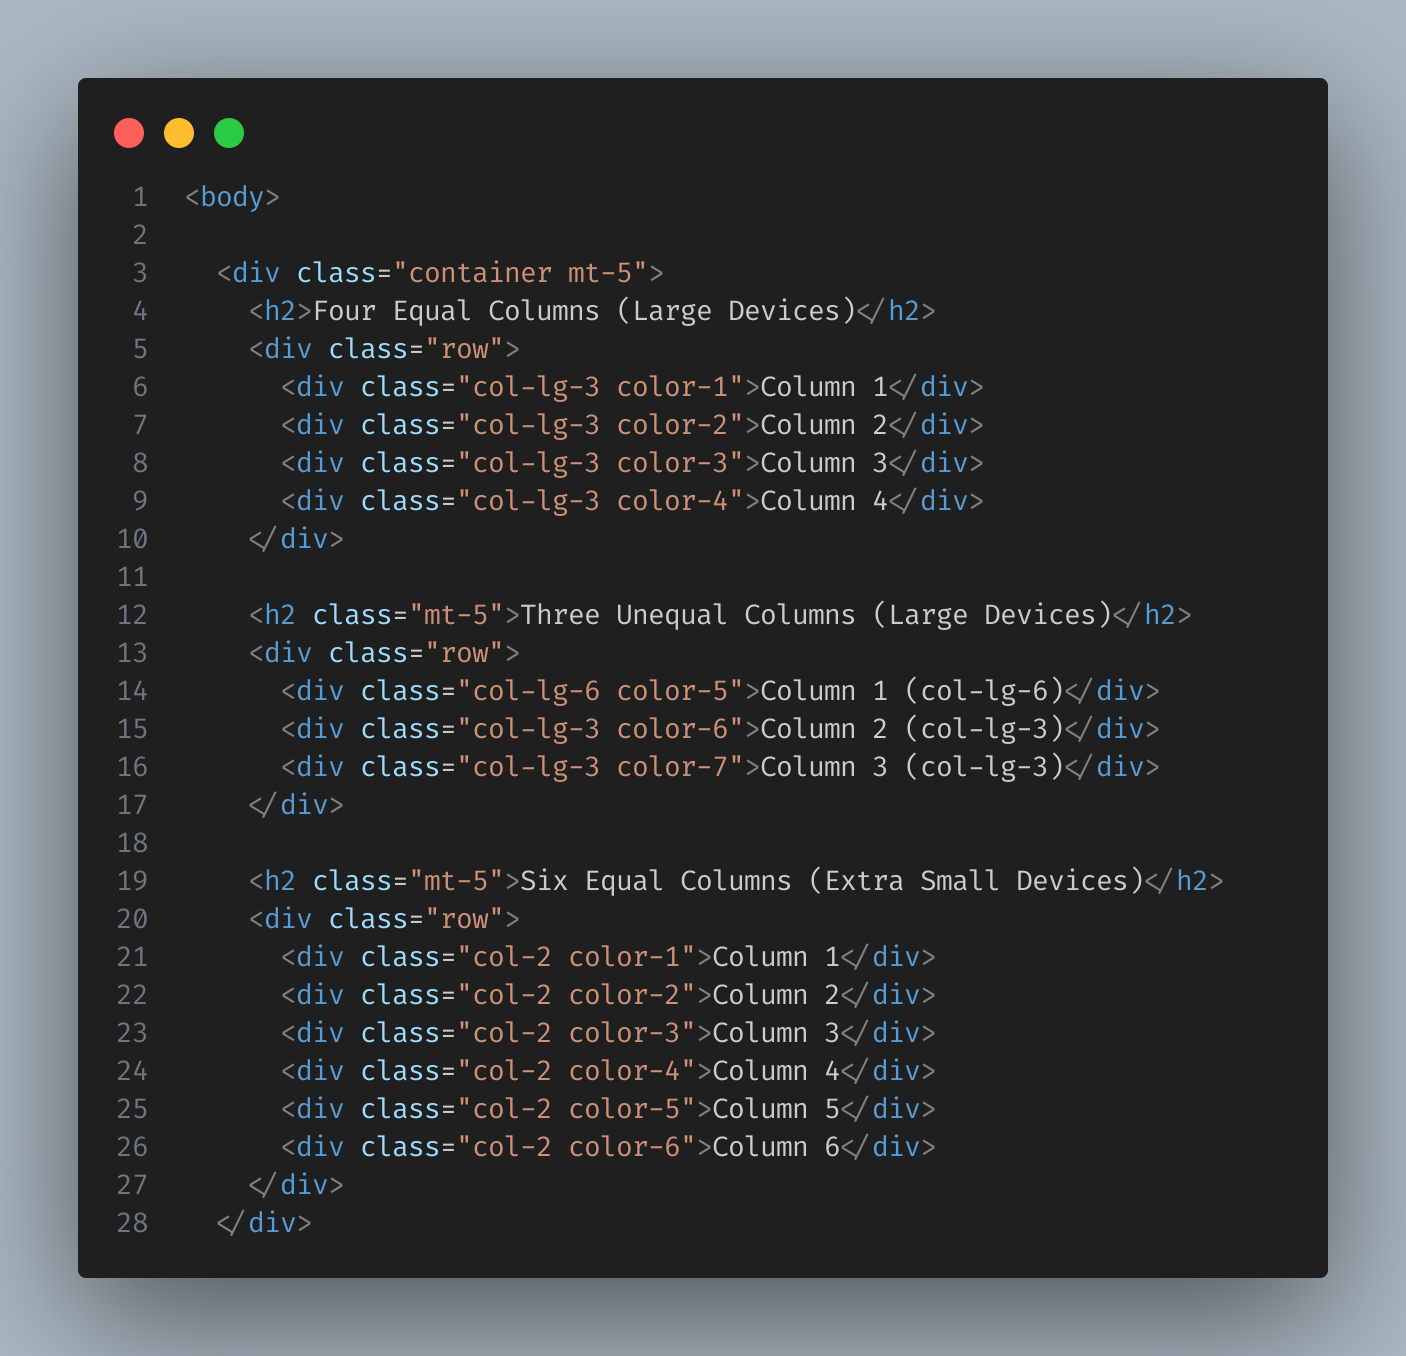 1 <body>
2
3   <div class="container mt-5">
4     <h2>Four Equal Columns (Large Devices)</h2>
5     <div class="row">
6       <div class="col-lg-3 color-1">Column 1</div>
7       <div class="col-lg-3 color-2">Column 2</div>
8       <div class="col-lg-3 color-3">Column 3</div>
9       <div class="col-lg-3 color-4">Column 4</div>
10     </div>
11
12     <h2 class="mt-5">Three Unequal Columns (Large Devices)</h2>
13     <div class="row">
14       <div class="col-lg-6 color-5">Column 1 (col-lg-6)</div>
15       <div class="col-lg-3 color-6">Column 2 (col-lg-3)</div>
16       <div class="col-lg-3 color-7">Column 3 (col-lg-3)</div>
17     </div>
18
19     <h2 class="mt-5">Six Equal Columns (Extra Small Devices)</h2>
20     <div class="row">
21       <div class="col-2 color-1">Column 1</div>
22       <div class="col-2 color-2">Column 2</div>
23       <div class="col-2 color-3">Column 3</div>
24       <div class="col-2 color-4">Column 4</div>
25       <div class="col-2 color-5">Column 5</div>
26       <div class="col-2 color-6">Column 6</div>
27     </div>
28   </div>